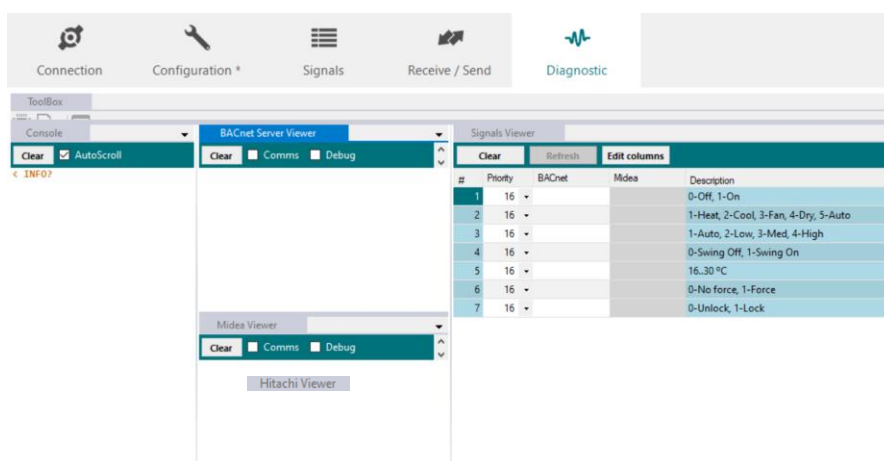 Connection Configuration * Signals Receive / Send Diagnostic
ToolBox
Console BACnet Server Viewer Signals Viewer
Clear AutoScroll Clear Comms Debug Clear Refresh Edit columns
< INFO?
# Priority BACnet Midea Description
1 16 0-Off, 1-On
2 16 1-Heat, 2-Cool, 3-Fan, 4-Dry, 5-Auto
3 16 1-Auto, 2-Low, 3-Med, 4-High
4 16 0-Swing Off, 1-Swing On
5 16 16..30 ºC
6 16 0-No force, 1-Force
7 16 0-Unlock, 1-Lock
Midea Viewer
Clear Comms Debug
Hitachi Viewer